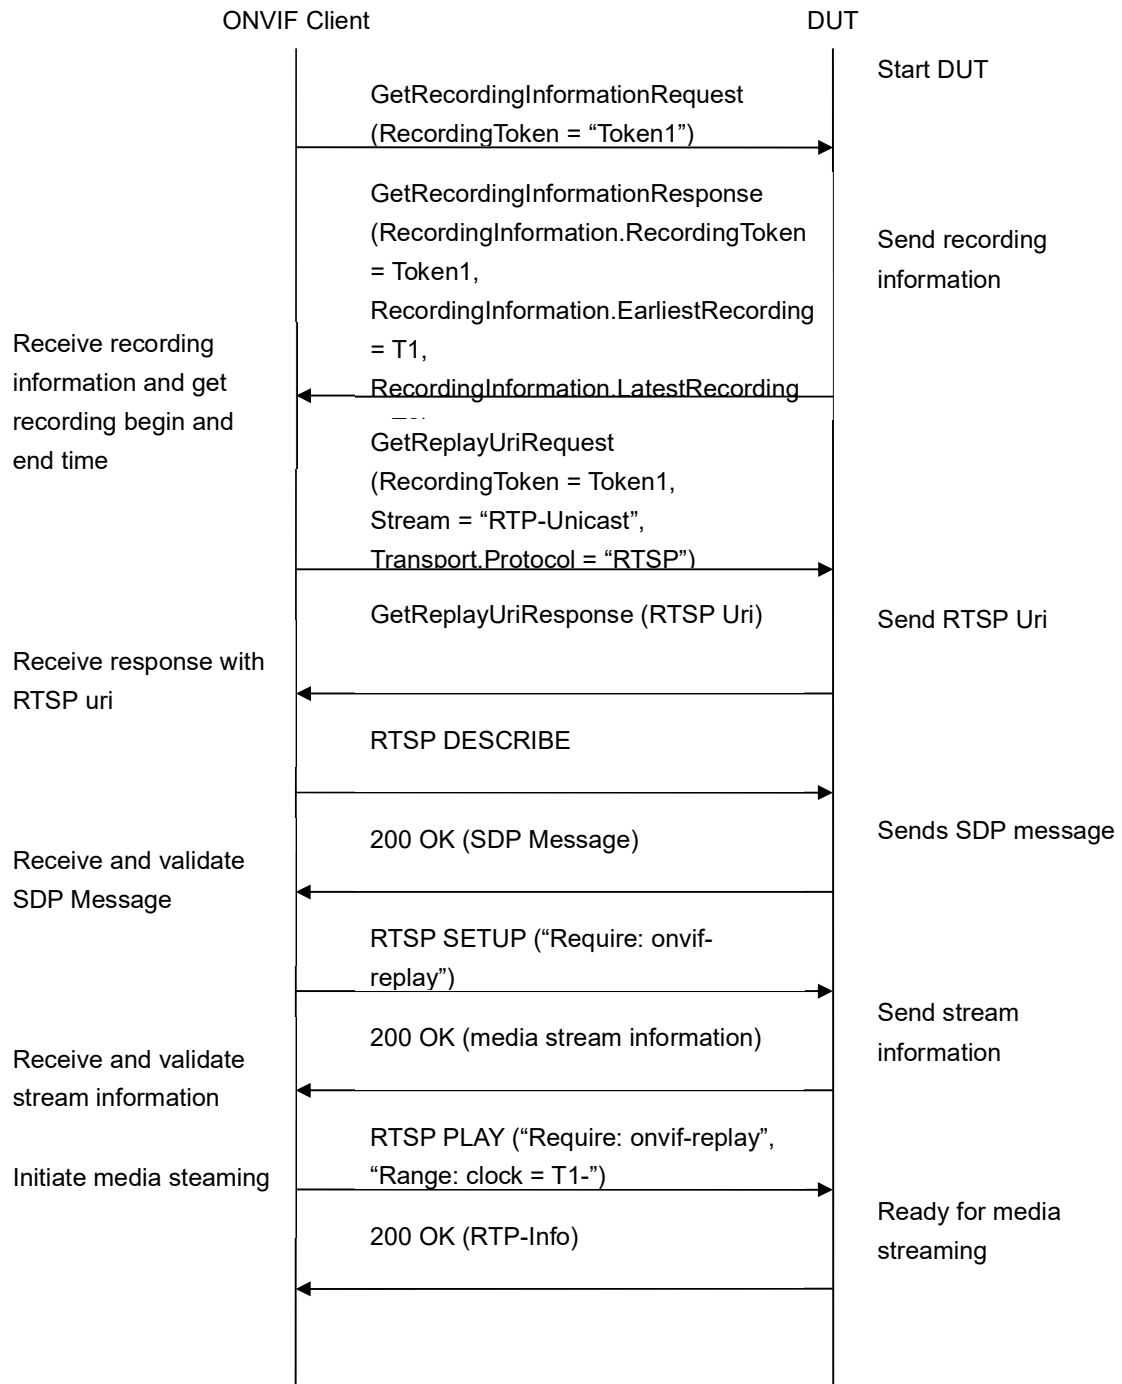 ONVIF Client
DUT
Start DUT
GetRecordingInformationRequest
(RecordingToken = “Token1”)
GetRecordingInformationResponse
(RecordingInformation.RecordingToken
= Token1,
RecordingInformation.EarliestRecording
= T1,
RecordingInformation.LatestRecording
Send recording
information
Receive recording
information and get
recording begin and
end time
GetReplayUriRequest
(RecordingToken = Token1,
Stream = “RTP-Unicast”,
Transport.Protocol = “RTSP”)
GetReplayUriResponse (RTSP Uri)
Send RTSP Uri
Receive response with
RTSP uri
RTSP DESCRIBE
200 OK (SDP Message)
Sends SDP message
Receive and validate
SDP Message
RTSP SETUP (“Require: onvif-
replay”)
200 OK (media stream information)
Send stream
information
Receive and validate
stream information
RTSP PLAY (“Require: onvif-replay”,
“Range: clock = T1-”)
Initiate media steaming
200 OK (RTP-Info)
Ready for media
streaming